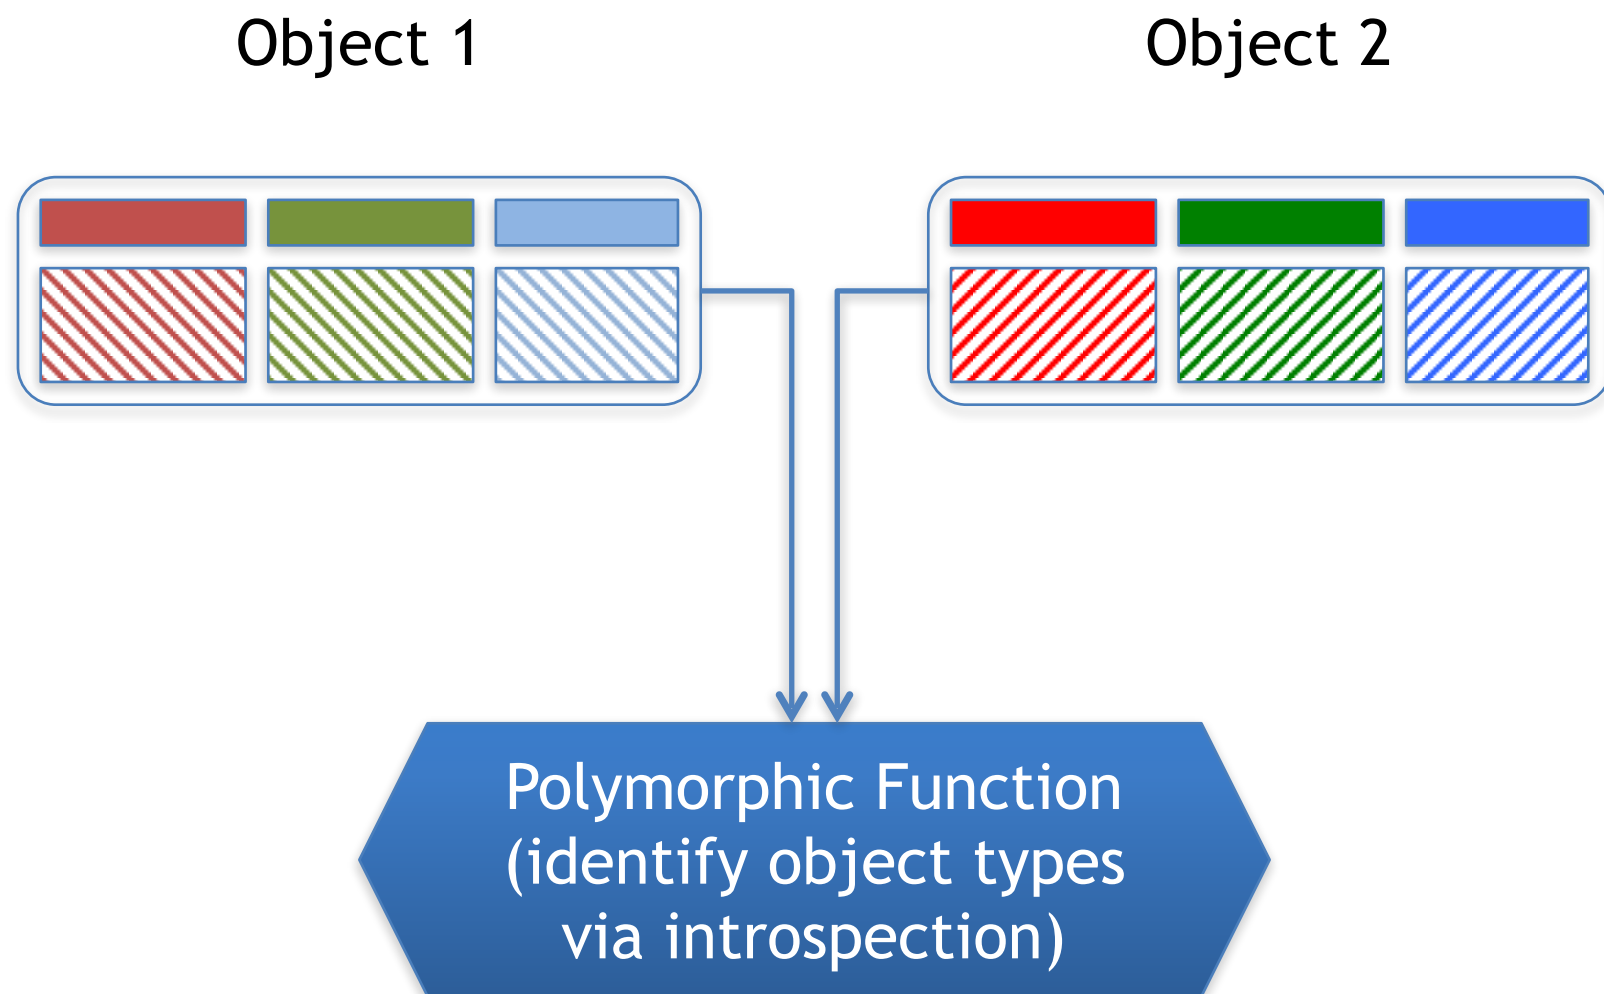 Object 1
Object 2
Polymorphic Function
(identify object types
via introspection)